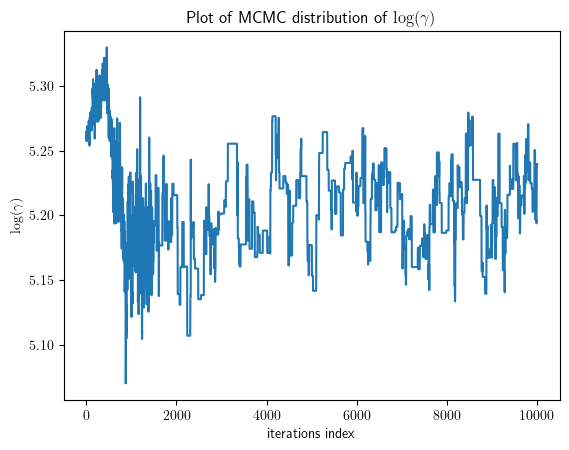 Plot of MCMC distribution of log(γ)
5.30
5.25
5.20
5.15
5.10
log(γ)
0 2000 4000 6000 8000 10000
iterations index